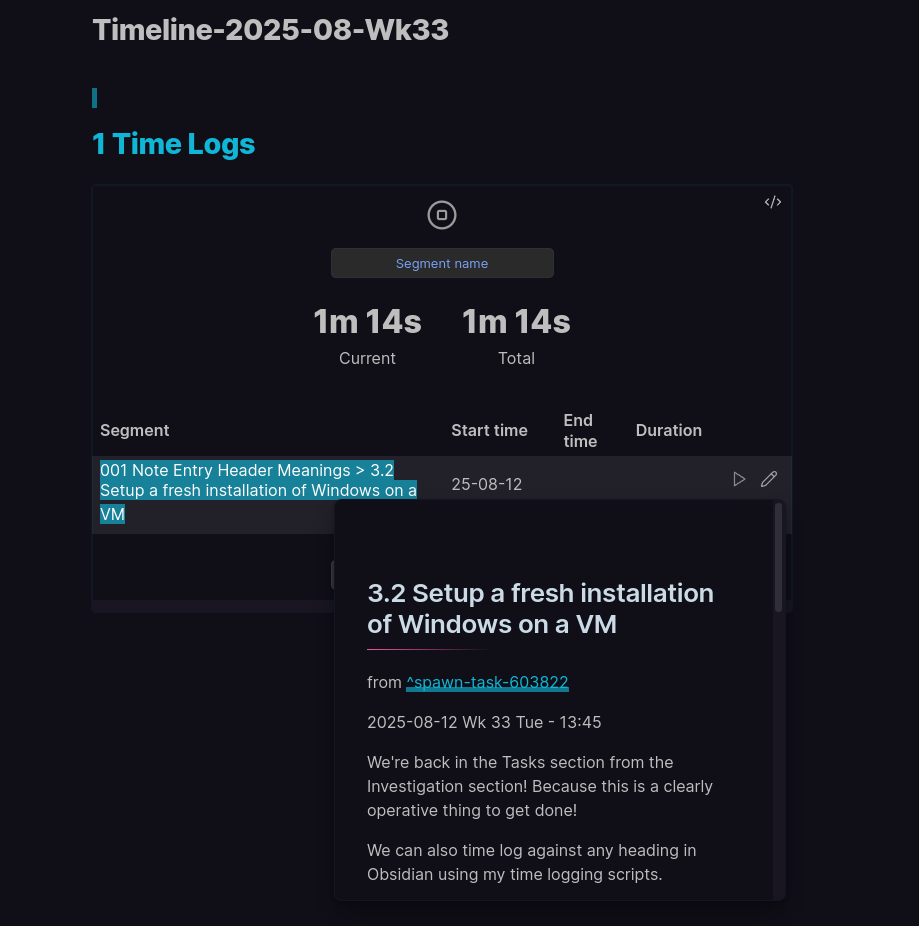 Timeline-2025-08-Wk33
1 Time Logs
</>
Segment name
1m 14s 1m 14s
Current Total
Segment Start time End time Duration
001 Note Entry Header Meanings > 3.2
Setup a fresh installation of Windows on a
VM
25-08-12
3.2 Setup a fresh installation
of Windows on a VM
from ^spawn-task-603822
2025-08-12 Wk 33 Tue - 13:45
We're back in the Tasks section from the
Investigation section! Because this is a clearly
operative thing to get done!
We can also time log against any heading in
Obsidian using my time logging scripts.